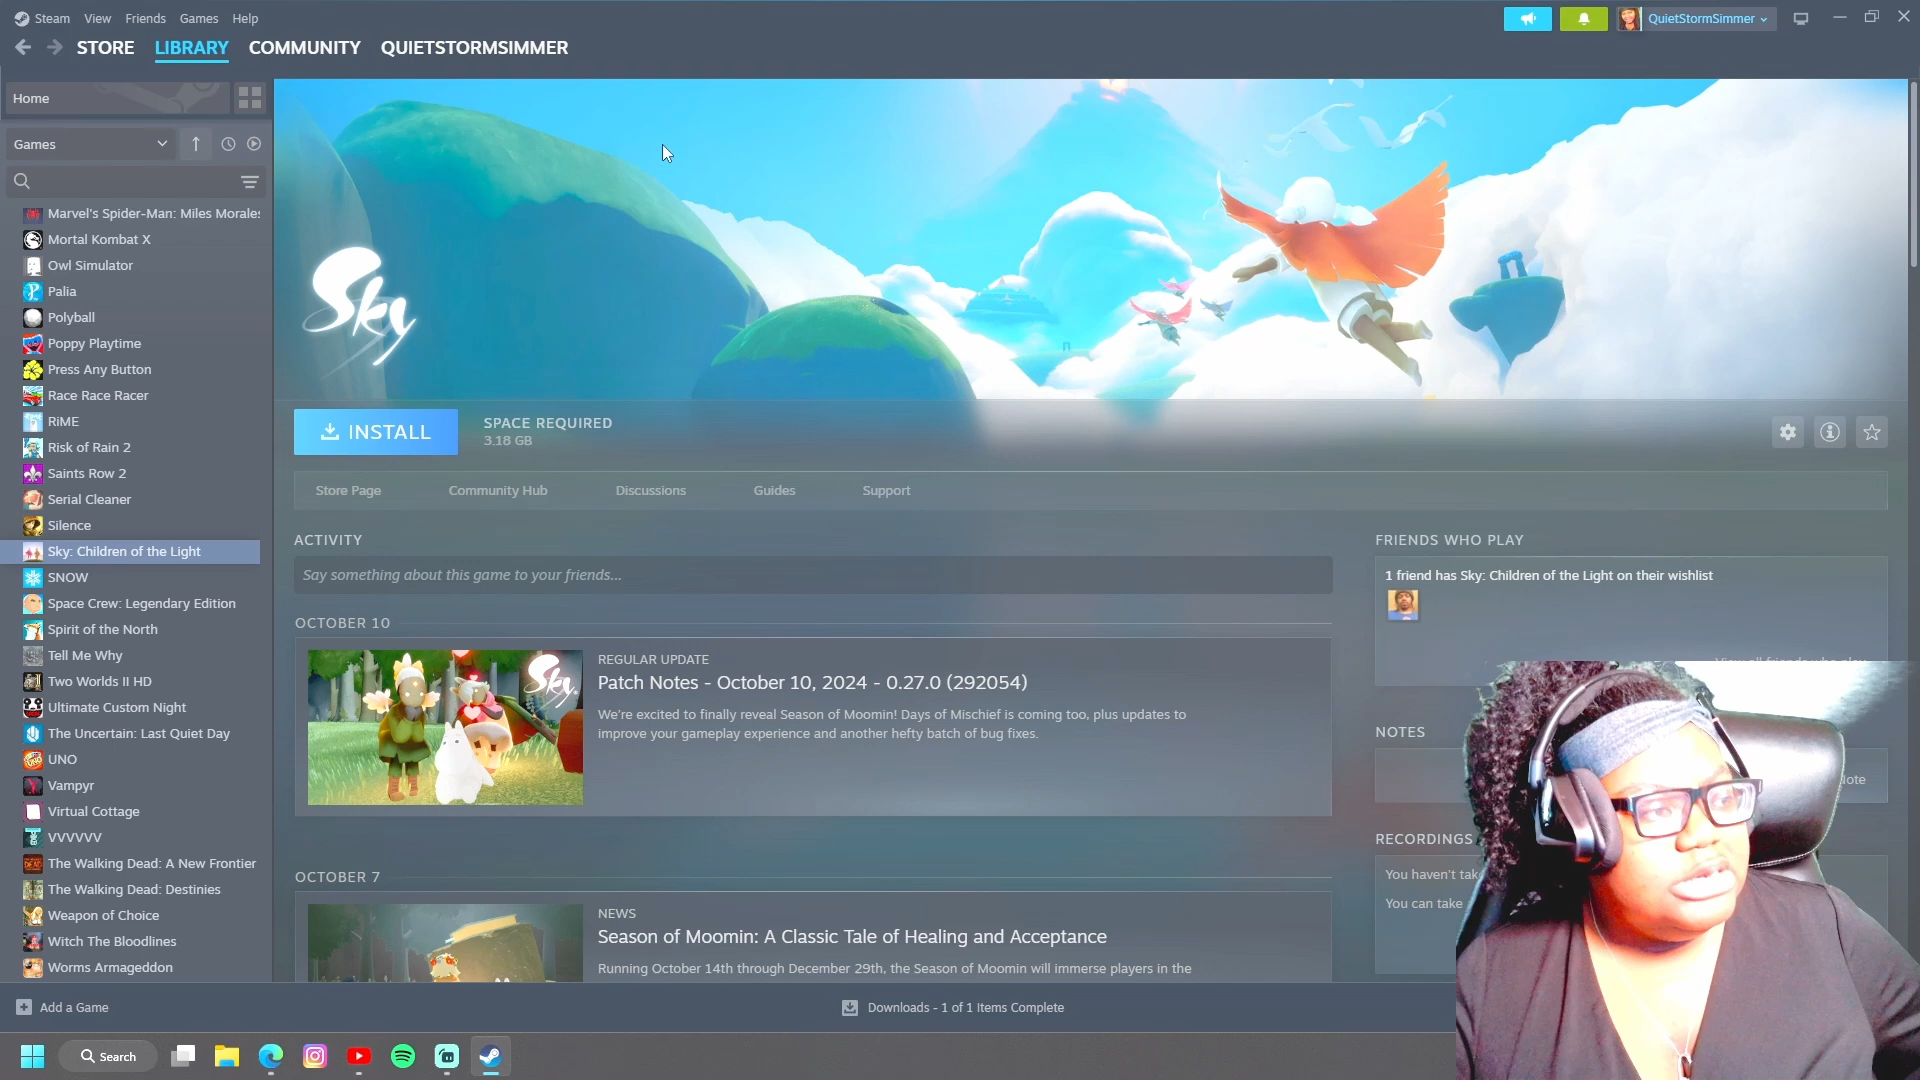 Steam View Friends Games Help
QuietStormSimmer
STORE LIBRARY COMMUNITY QUIETSTORMSIMMER
Home
Games
Marvel's Spider-Man: Miles Morales
Mortal Kombat X
Owl Simulator
Palia
Polyball
Poppy Playtime
Press Any Button
Race Race Racer
RiME
Risk of Rain 2
Saints Row 2
Serial Cleaner
Silence
Sky: Children of the Light
SNOW
Space Crew: Legendary Edition
Spirit of the North
Tell Me Why
Two Worlds II HD
Ultimate Custom Night
The Uncertain: Last Quiet Day
UNO
Vampyr
Virtual Cottage
VVVVVV
The Walking Dead: A New Frontier
The Walking Dead: Destinies
Weapon of Choice
Witch The Bloodlines
Worms Armageddon
Add a Game
Sky
INSTALL
SPACE REQUIRED
3.18 GB
Store Page Community Hub Discussions Guides Support
ACTIVITY
Say something about this game to your friends...
OCTOBER 10
Sky
REGULAR UPDATE
Patch Notes - October 10, 2024 - 0.27.0 (292054)
We're excited to finally reveal Season of Moomin! Days of Mischief is coming too, plus updates to
improve your gameplay experience and another hefty batch of bug fixes.
OCTOBER 7
NEWS
Season of Moomin: A Classic Tale of Healing and Acceptance
Running October 14th through December 29th, the Season of Moomin will immerse players in the
FRIENDS WHO PLAY
1 friend has Sky: Children of the Light on their wishlist
NOTES
RECORDINGS
You haven't
You can take
Downloads - 1 of 1 Items Complete
Search